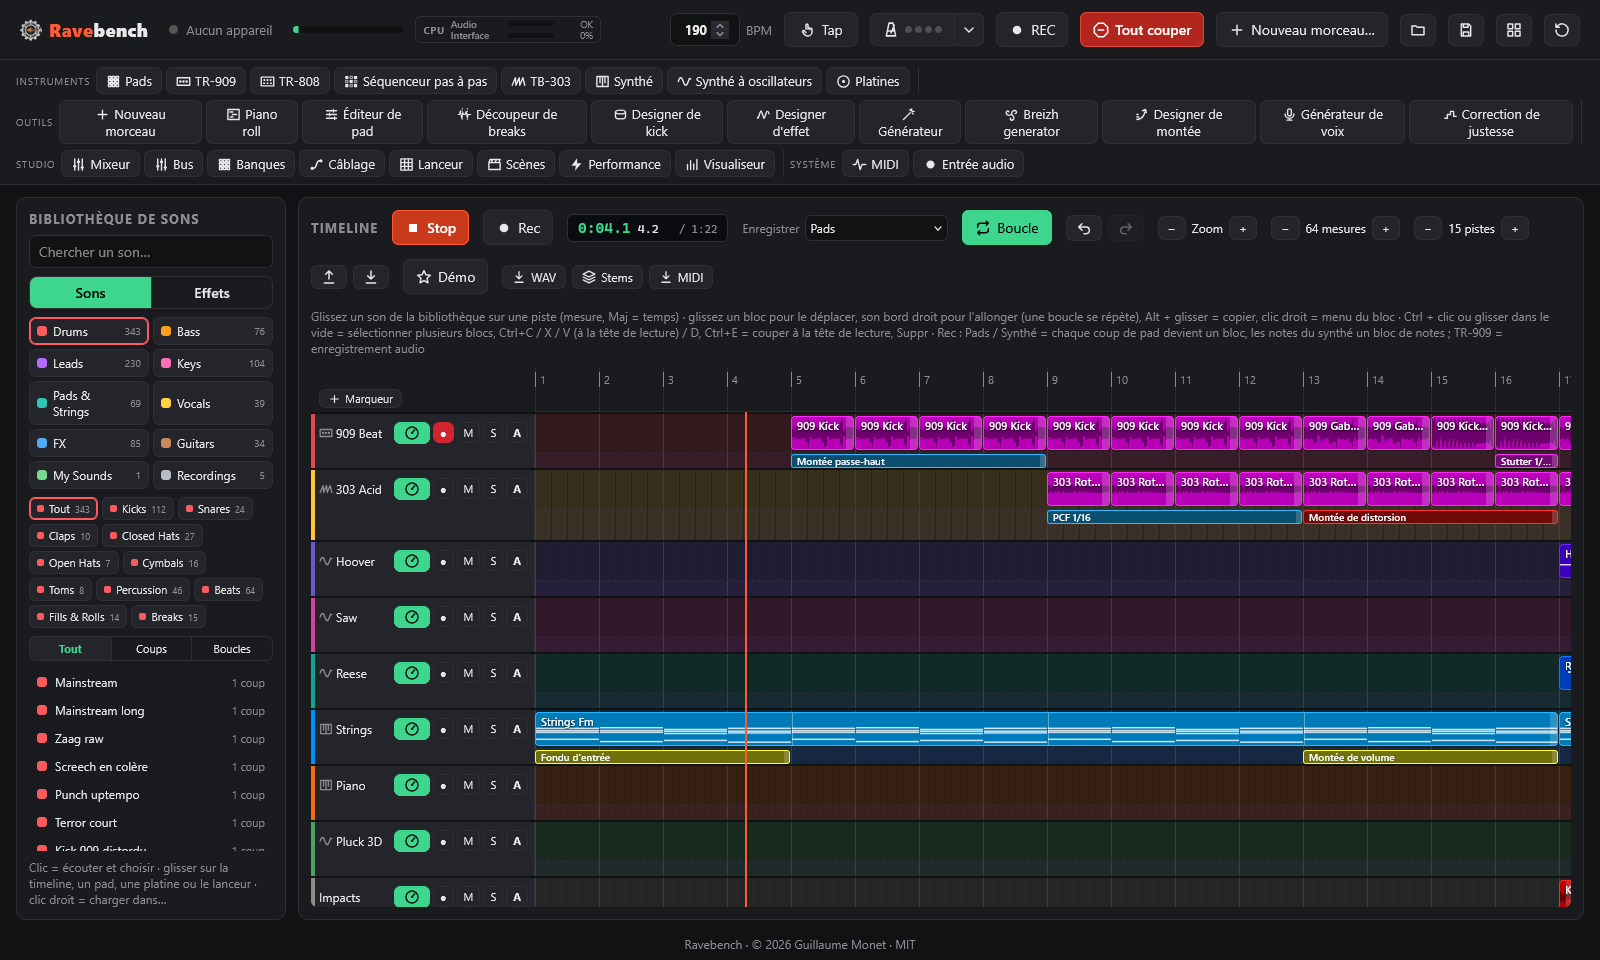 Ravebench
Aucun appareil
CPU
Audio
Interface
OK
0%
190
BPM
Tap
REC
Tout couper
Nouveau morceau...
INSTRUMENTS
Pads
TR-909
TR-808
Séquenceur pas à pas
TB-303
Synthé
Synthé à oscillateurs
Platines
OUTILS
Nouveau
morceau
Piano
roll
Éditeur de
pad
Découpeur de
breaks
Designer de
kick
Designer
d'effet
Générateur
Breizh
generator
Designer de
montée
Générateur de
voix
Correction de
justesse
STUDIO
Mixeur
Bus
Banques
Câblage
Lanceur
Scènes
Performance
Visualiseur
SYSTÈME
MIDI
Entrée audio
BIBLIOTHÈQUE DE SONS
Chercher un son...
Sons
Effets
Drums 343
Bass 76
Leads 230
Keys 104
Pads &
Strings
69
Vocals 39
FX 85
Guitars 34
My Sounds 1
Recordings 5
Tout 343
Kicks 112
Snares 24
Claps 10
Closed Hats 27
Open Hats 7
Cymbals 16
Toms 8
Percussion 46
Beats 64
Fills & Rolls 14
Breaks 15
Tout
Coups
Boucles
Mainstream 1 coup
Mainstream long 1 coup
Zaag raw 1 coup
Screech en colère 1 coup
Punch uptempo 1 coup
Terror court 1 coup
Kick 909 distordu 1 coup
Clic = écouter et choisir · glisser sur la
timeline, un pad, une platine ou le lanceur ·
clic droit = charger dans...
TIMELINE
Stop
Rec
0:04.1 4.2 / 1:22
Enregistrer
Pads
Boucle
− Zoom +
− 64 mesures +
− 15 pistes +
Démo
WAV
Stems
MIDI
Glissez un son de la bibliothèque sur une piste (mesure, Maj = temps) · glissez un bloc pour le déplacer, son bord droit pour l'allonger (une boucle se répète), Alt + glisser = copier, clic droit = menu du bloc · Ctrl + clic ou glisser dans le
vide = sélectionner plusieurs blocs, Ctrl+C / X / V (à la tête de lecture) / D, Ctrl+E = couper à la tête de lecture, Suppr · Rec : Pads / Synthé = chaque coup de pad devient un bloc, les notes du synthé un bloc de notes ; TR-909 =
enregistrement audio
1 2 3 4 5 6 7 8 9 10 11 12 13 14 15 16 17
+ Marqueur
909 Beat M S A
909 Kick 909 Kick 909 Kick 909 Kick 909 Kick 909 Kick 909 Kick 909 Kick 909 Gab... 909 Gab... 909 Kick... 909 Kick... 9
Montée passe-haut
Stutter 1/...
303 Acid M S A
303 Rot... 303 Rot... 303 Rot... 303 Rot... 303 Rot... 303 Rot... 303 Rot... 303 Rot... 3
PCF 1/16
Montée de distorsion
Hoover M S A
H
Saw M S A
Reese M S A
R
Strings M S A
Strings Fm
S
Fondu d'entrée
Montée de volume
Piano M S A
Pluck 3D M S A
Impacts M S A
K
Ravebench · © 2026 Guillaume Monet · MIT